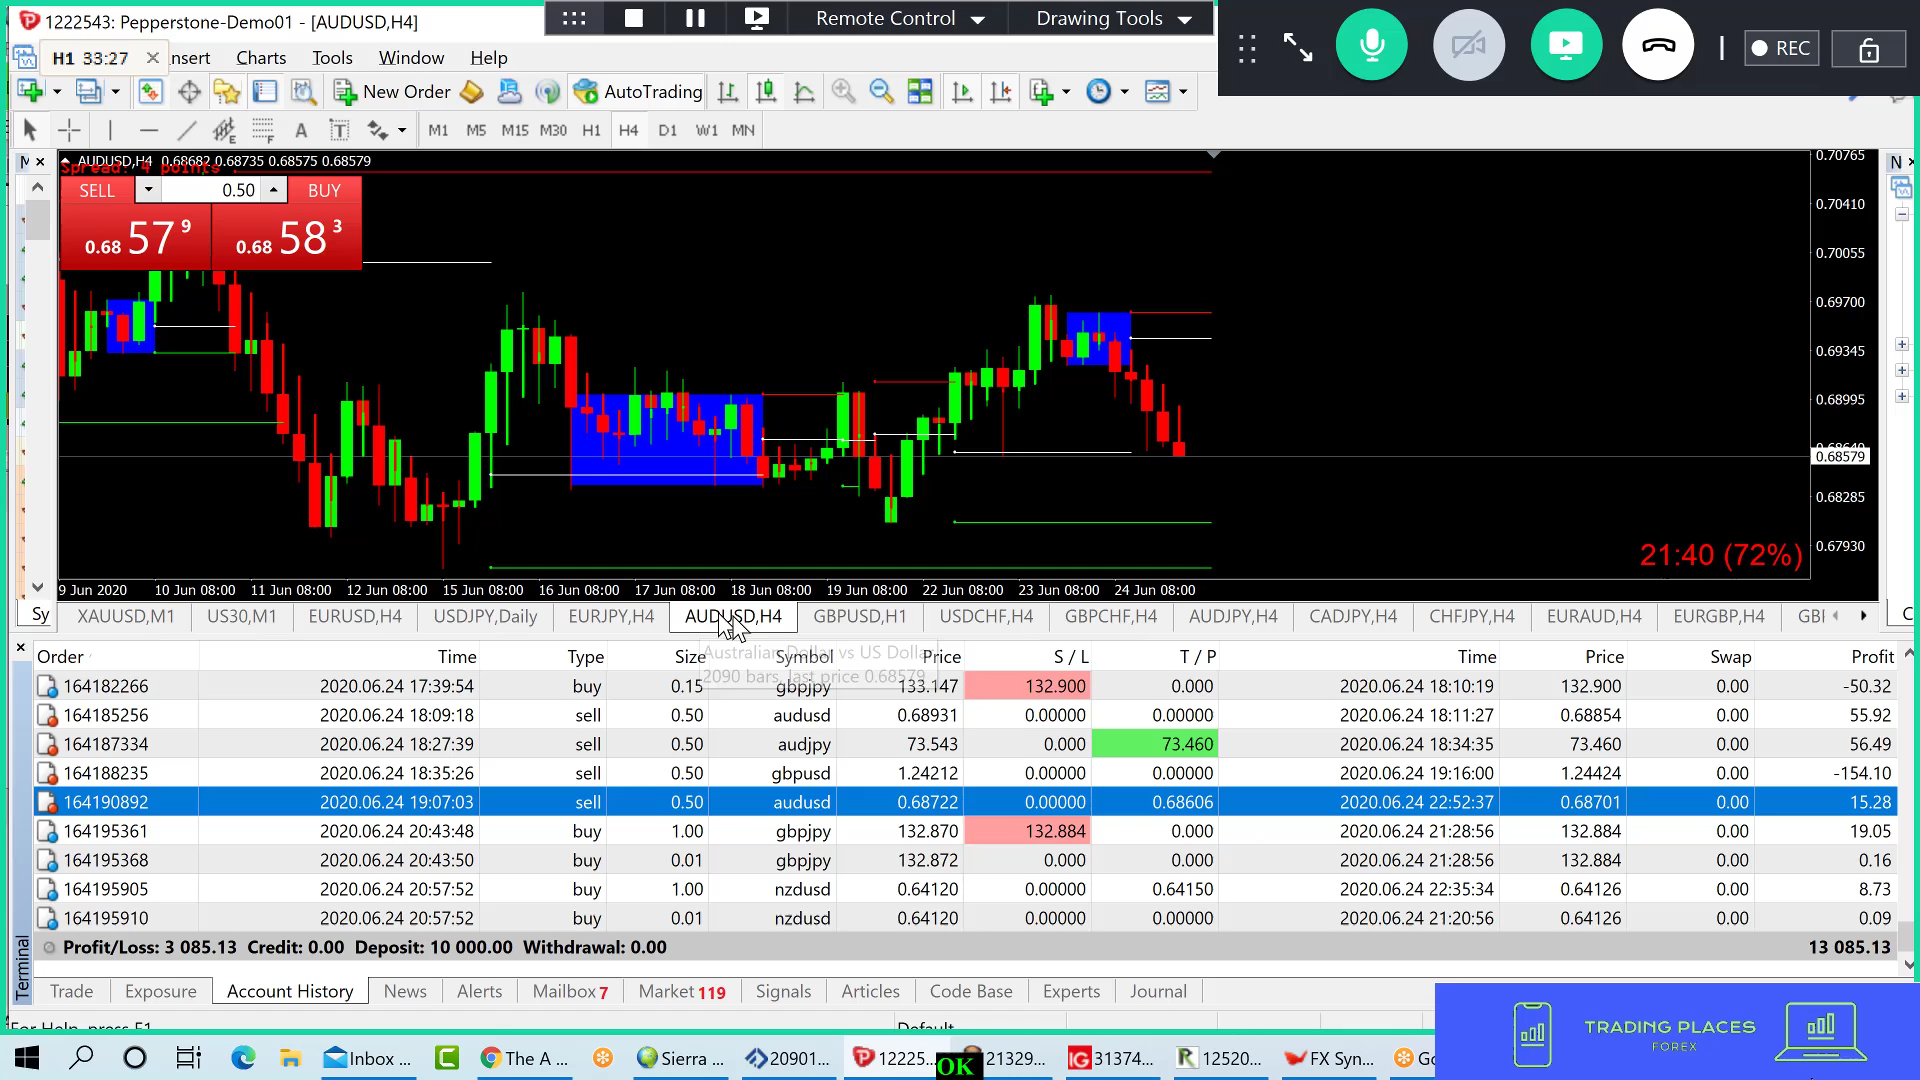 1222543: Pepperstone-Demo01 - [AUDUSD,H4]
Remote Control
Drawing Tools
REC
H1 33:27
nsert
Charts
Tools
Window
Help
New Order
AutoTrading
A
T
M1 M5 M15 M30 H1 H4 D1 W1 MN
AUDUSD,H4 0.68682 0.68735 0.68575 0.68579
Spread: 4 points
SELL 0.50 BUY
0.68 57 9
0.68 58 3
0.70765
0.70410
0.70055
0.69700
0.69345
0.68995
0.68649
0.68579
0.68285
0.67930
21:40 (72%)
9 Jun 2020 10 Jun 08:00 11 Jun 08:00 12 Jun 08:00 15 Jun 08:00 16 Jun 08:00 17 Jun 08:00 18 Jun 08:00 19 Jun 08:00 22 Jun 08:00 23 Jun 08:00 24 Jun 08:00
Sy
XAUUSD,M1 US30,M1 EURUSD,H4 USDJPY,Daily EURJPY,H4 AUDUSD,H4 GBPUSD,H1 USDCHF,H4 GBPCHF,H4 AUDJPY,H4 CADJPY,H4 CHFJPY,H4 EURAUD,H4 EURGBP,H4 GBI
Australian Dollar vs US Dollar
2090 bars, last price 0.68579
Order Time Type Size Symbol Price S / L T / P Time Price Swap Profit
164182266 2020.06.24 17:39:54 buy 0.15 gbpjpy 133.147 132.900 0.000 2020.06.24 18:10:19 132.900 0.00 -50.32
164185256 2020.06.24 18:09:18 sell 0.50 audusd 0.68931 0.00000 0.00000 2020.06.24 18:11:27 0.68854 0.00 55.92
164187334 2020.06.24 18:27:39 sell 0.50 audjpy 73.543 0.000 73.460 2020.06.24 18:34:35 73.460 0.00 56.49
164188235 2020.06.24 18:35:26 sell 0.50 gbpusd 1.24212 0.00000 0.00000 2020.06.24 19:16:00 1.24424 0.00 -154.10
164190892 2020.06.24 19:07:03 sell 0.50 audusd 0.68722 0.00000 0.68606 2020.06.24 22:52:37 0.68701 0.00 15.28
164195361 2020.06.24 20:43:48 buy 1.00 gbpjpy 132.870 132.884 0.000 2020.06.24 21:28:56 132.884 0.00 19.05
164195368 2020.06.24 20:43:50 buy 0.01 gbpjpy 132.872 0.000 0.000 2020.06.24 21:28:56 132.884 0.00 0.16
164195905 2020.06.24 20:57:52 buy 1.00 nzdusd 0.64120 0.00000 0.64150 2020.06.24 22:35:34 0.64126 0.00 8.73
164195910 2020.06.24 20:57:52 buy 0.01 nzdusd 0.64120 0.00000 0.00000 2020.06.24 21:20:56 0.64126 0.00 0.09
Profit/Loss: 3 085.13 Credit: 0.00 Deposit: 10 000.00 Withdrawal: 0.00 13 085.13
Terminal
Trade Exposure Account History News Alerts Mailbox 7 Market 119 Signals Articles Code Base Experts Journal
For Help, press F1
Default
TRADING PLACES
FOREX
Inbox ...
The A ...
Sierra ...
20901...
12225...
OK
21329...
31374...
12520...
FX Syn...